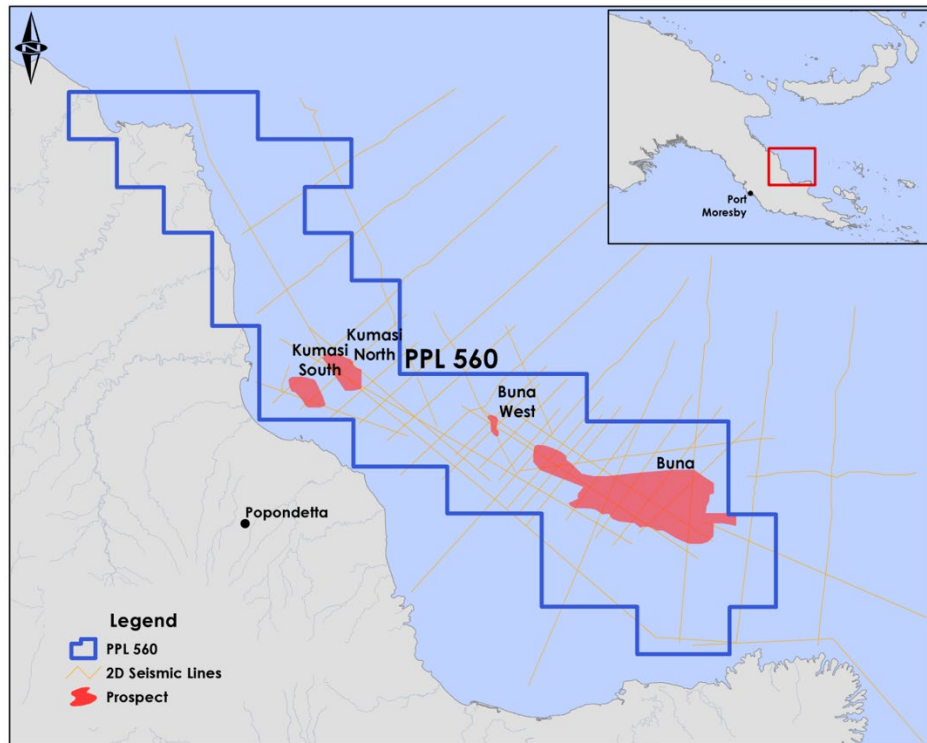 N
Port
Moresby
Kumasi
North
Kumasi
South
PPL 560
Buna
West
Buna
Popondetta
Legend
PPL 560
2D Seismic Lines
Prospect